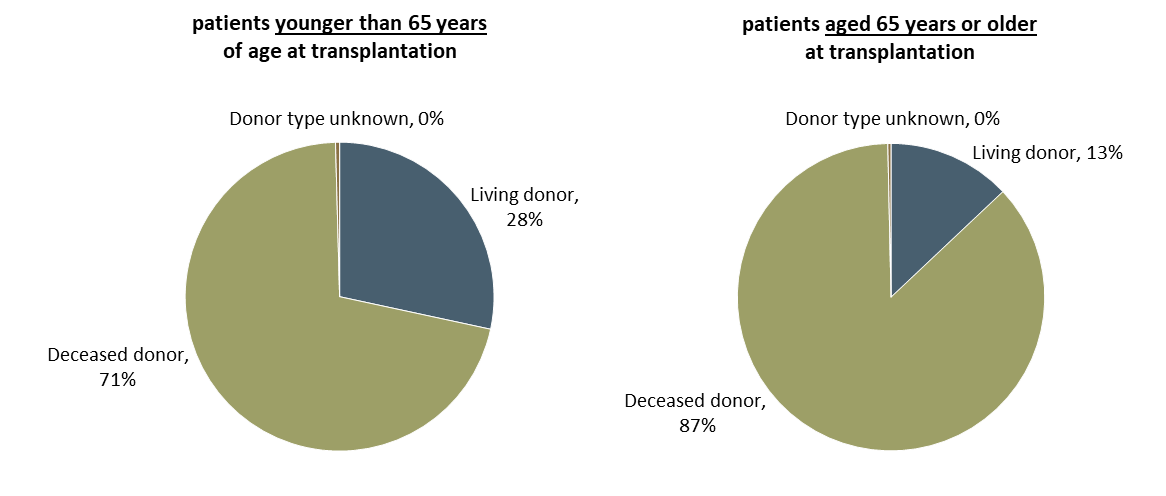 patients younger than 65 years
of age at transplantation
Donor type unknown, 0%
Living donor,
28%
Deceased donor,
71%
patients aged 65 years or older
at transplantation
Donor type unknown, 0%
Living donor, 13%
Deceased donor,
87%